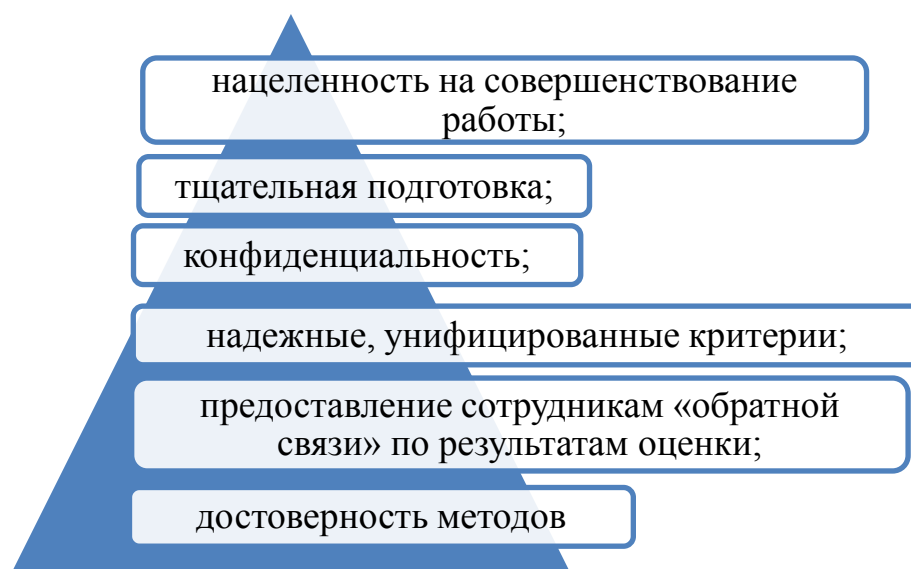 нацеленность на совершенствование
работы;
тщательная подготовка;
конфиденциальность;
надежные, унифицированные критерии;
предоставление сотрудникам «обратной
связи» по результатам оценки;
достоверность методов